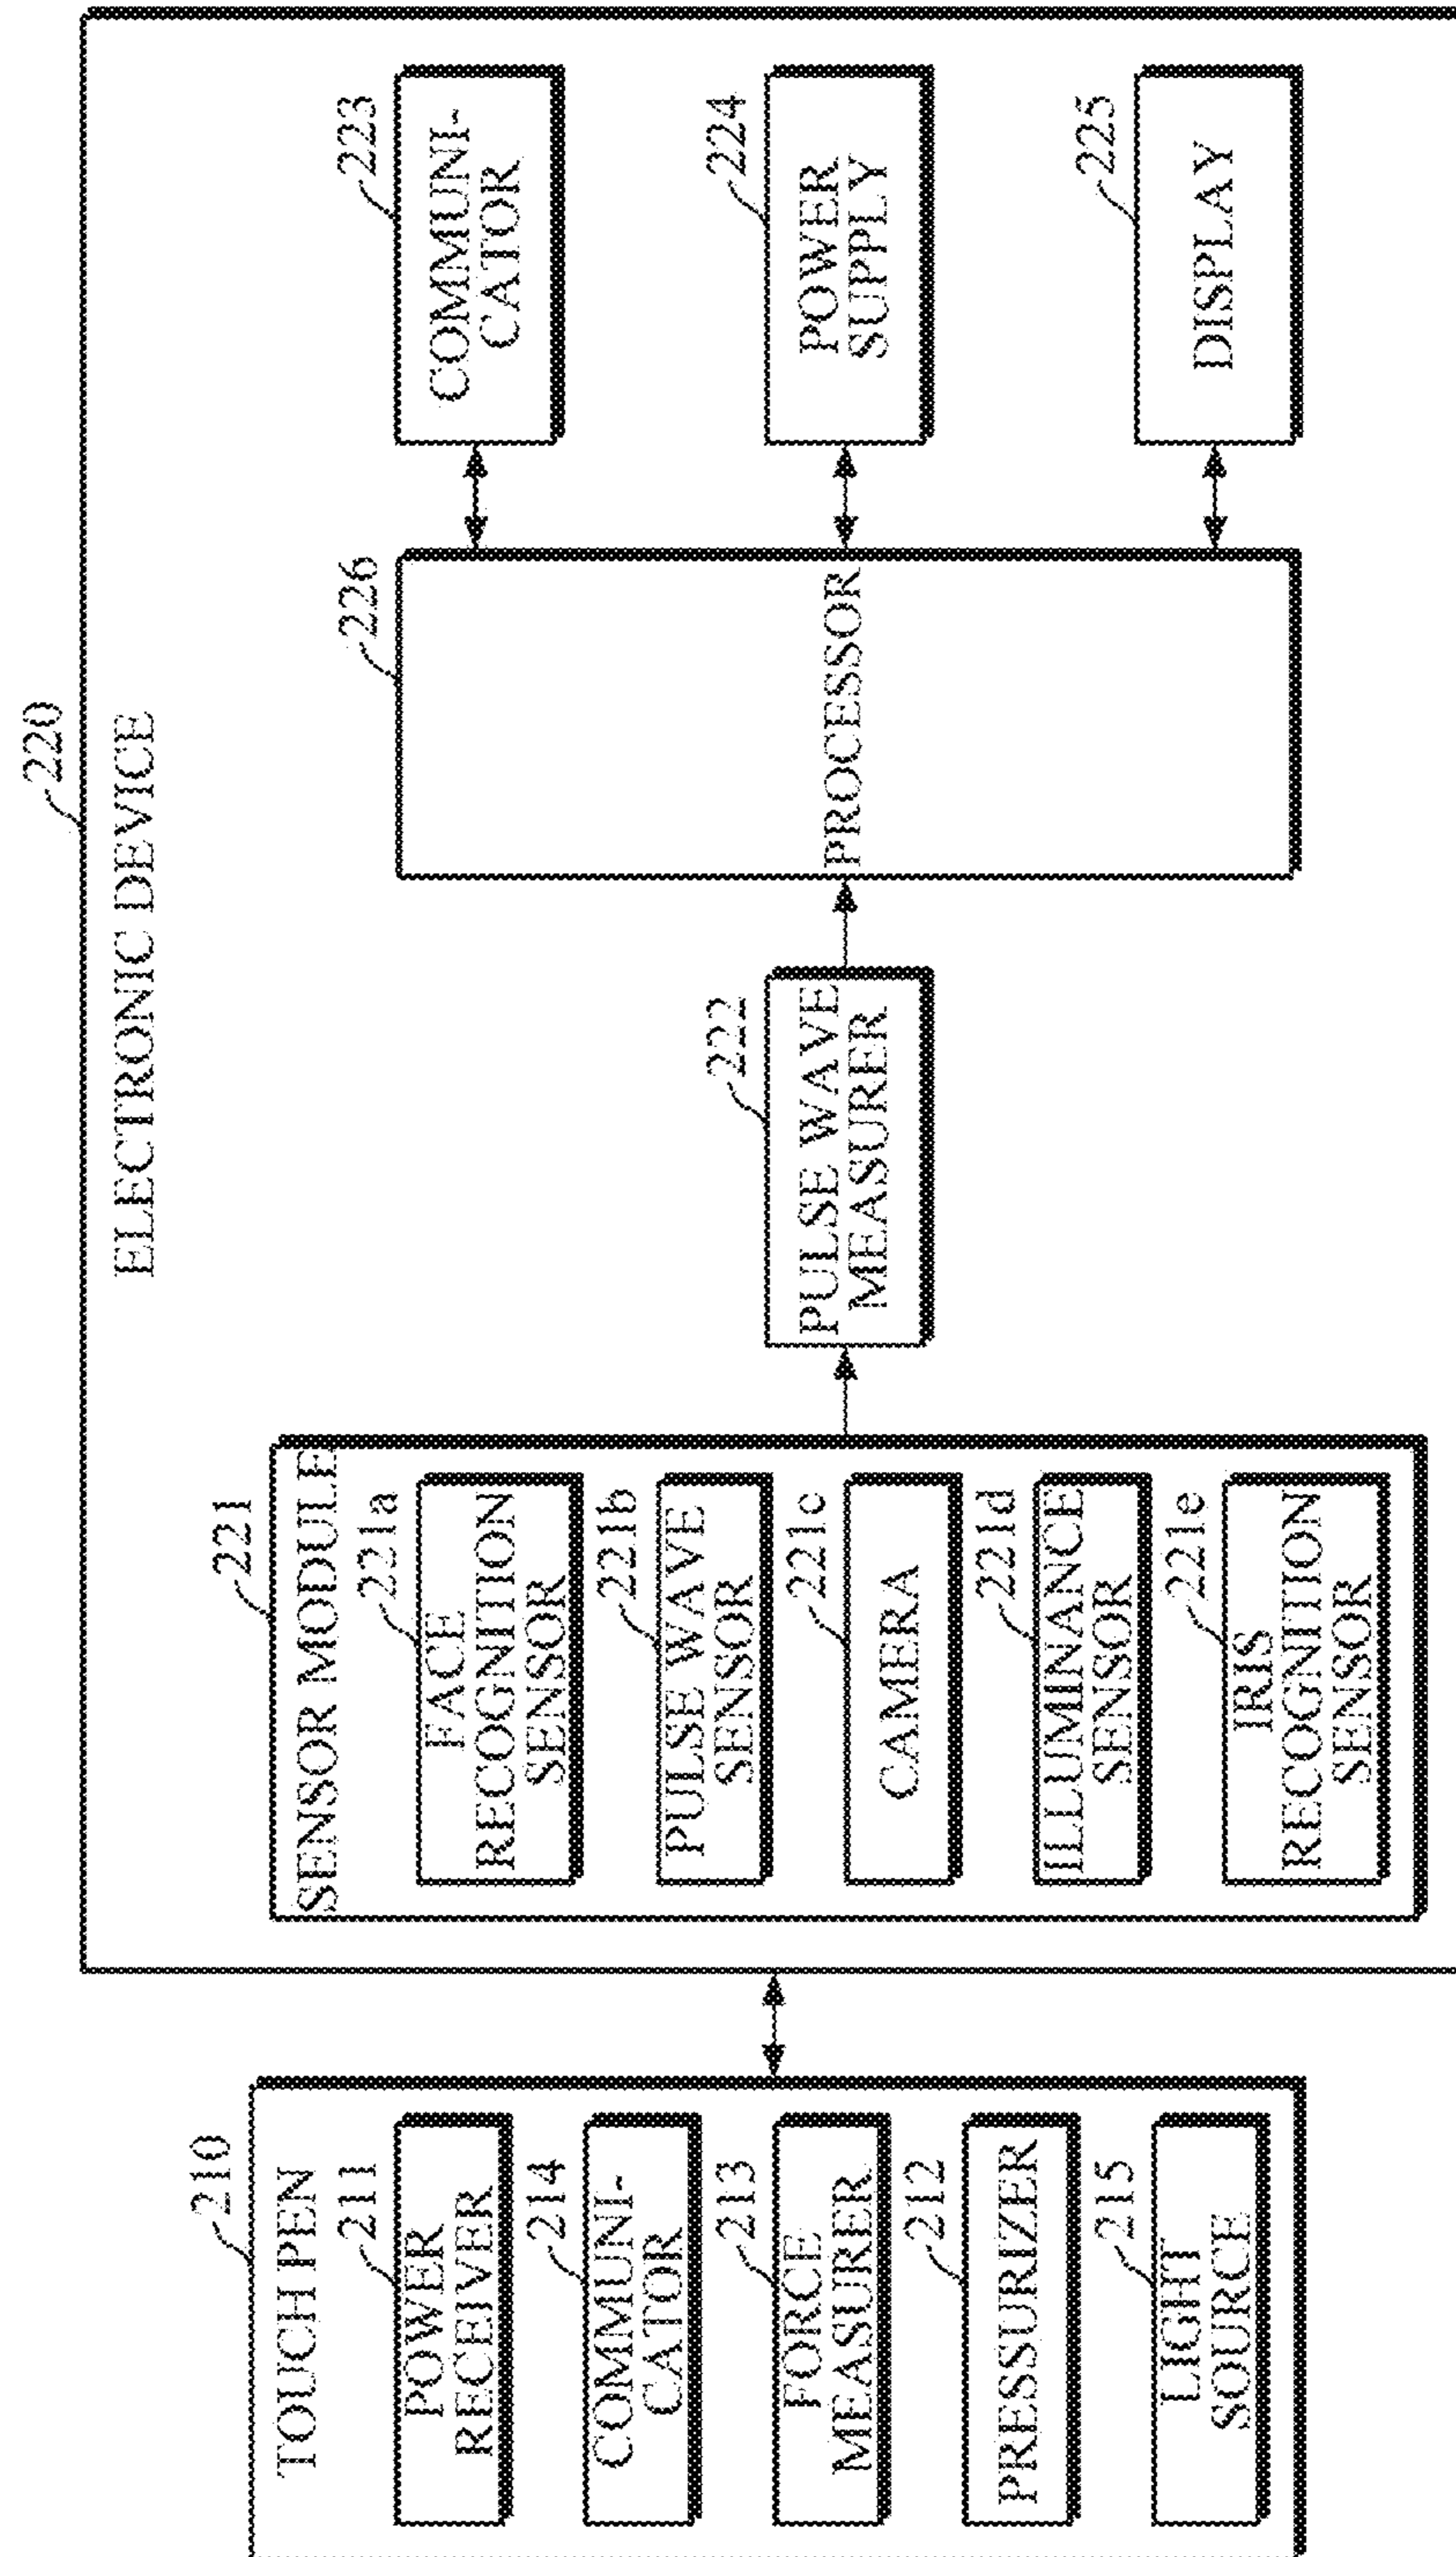 220
ELECTRONIC DEVICE
210
TOUCH PEN
211
POWER
RECEIVER
214
COMMUNI-
CATOR
213
FORCE
MEASURER
212
PRESSURIZER
215
LIGHT
SOURCE
221
SENSOR MODULE
221a
FACE
RECOGNITION
SENSOR
221b
PULSE WAVE
SENSOR
221c
CAMERA
221d
ILLUMINANCE
SENSOR
221e
IRIS
RECOGNITION
SENSOR
222
PULSE WAVE
MEASURER
226
PROCESSOR
223
COMMUNI-
CATOR
224
POWER
SUPPLY
225
DISPLAY